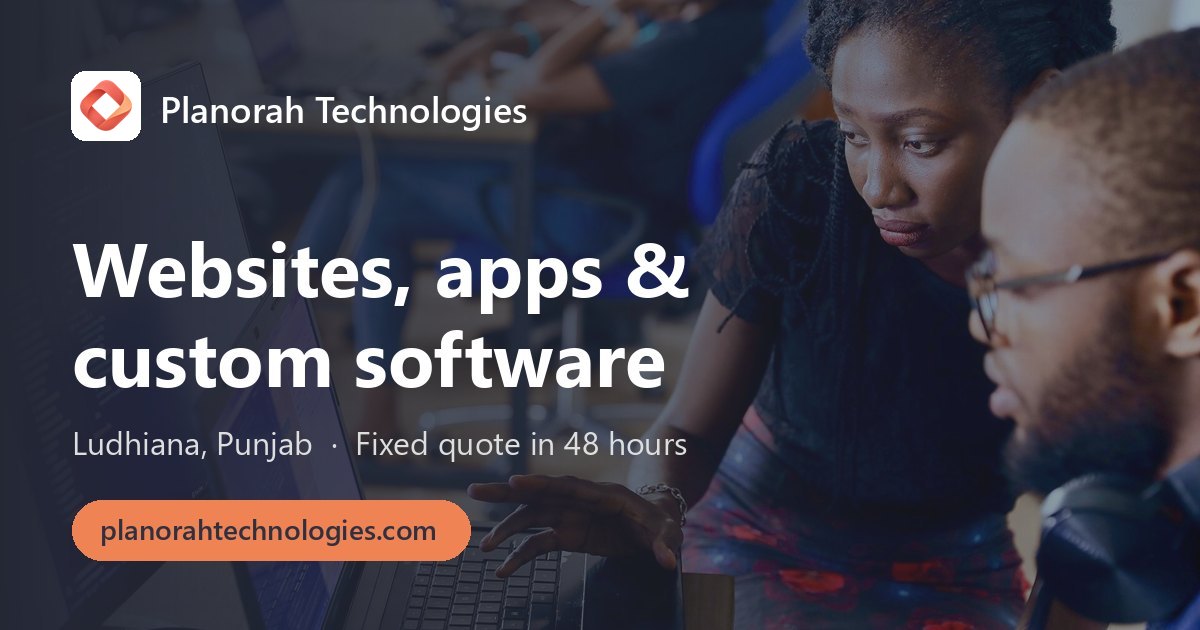 Planorah Technologies
Websites, apps &
custom software
Ludhiana, Punjab · Fixed quote in 48 hours
planorahtechnologies.com